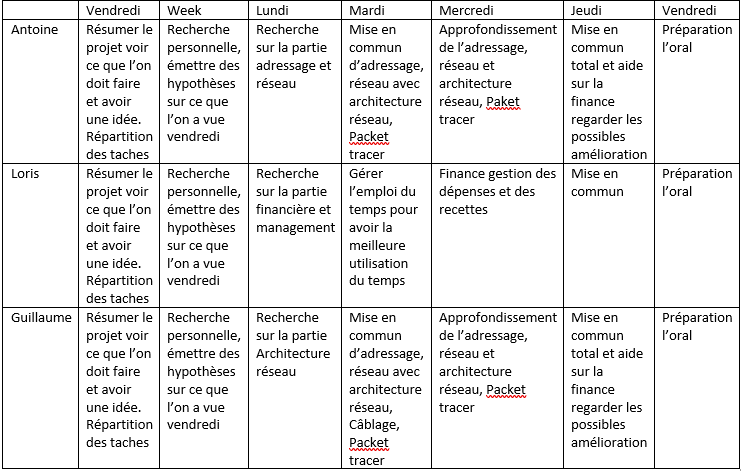 Vendredi Week Lundi Mardi Mercredi Jeudi Vendredi
Antoine
Résumer le
projet voir
ce que l'on
doit faire
et avoir
une idée.
Répartition
des taches
Recherche
personnelle,
émettre des
hypothèses
sur ce que
l'on a vue
vendredi
Recherche
sur la partie
adressage et
réseau
Mise en
commun
d'adressage,
réseau avec
architecture
réseau,
Packet
tracer
Approfondissement
de l'adressage,
réseau et
architecture
réseau, Paket
tracer
Mise en
commun
total et aide
sur la
finance
regarder les
possibles
amélioration
Préparation
l'oral
Loris
Résumer le
projet voir
ce que l'on
doit faire
et avoir
une idée.
Répartition
des taches
Recherche
personnelle,
émettre des
hypothèses
sur ce que
l'on a vue
vendredi
Recherche
sur la partie
financière et
management
Gérer
l'emploi du
temps pour
avoir la
meilleure
utilisation
du temps
Finance gestion des
dépenses et des
recettes
Mise en
commun
Préparation
l'oral
Guillaume
Résumer le
projet voir
ce que l'on
doit faire
et avoir
une idée.
Répartition
des taches
Recherche
personnelle,
émettre des
hypothèses
sur ce que
l'on a vue
vendredi
Recherche
sur la partie
Architecture
réseau
Mise en
commun
d'adressage,
réseau avec
architecture
réseau,
Câblage,
Packet
tracer
Approfondissement
de l'adressage,
réseau et
architecture
réseau, Packet
tracer
Mise en
commun
total et aide
sur la
finance
regarder les
possibles
amélioration
Préparation
l'oral